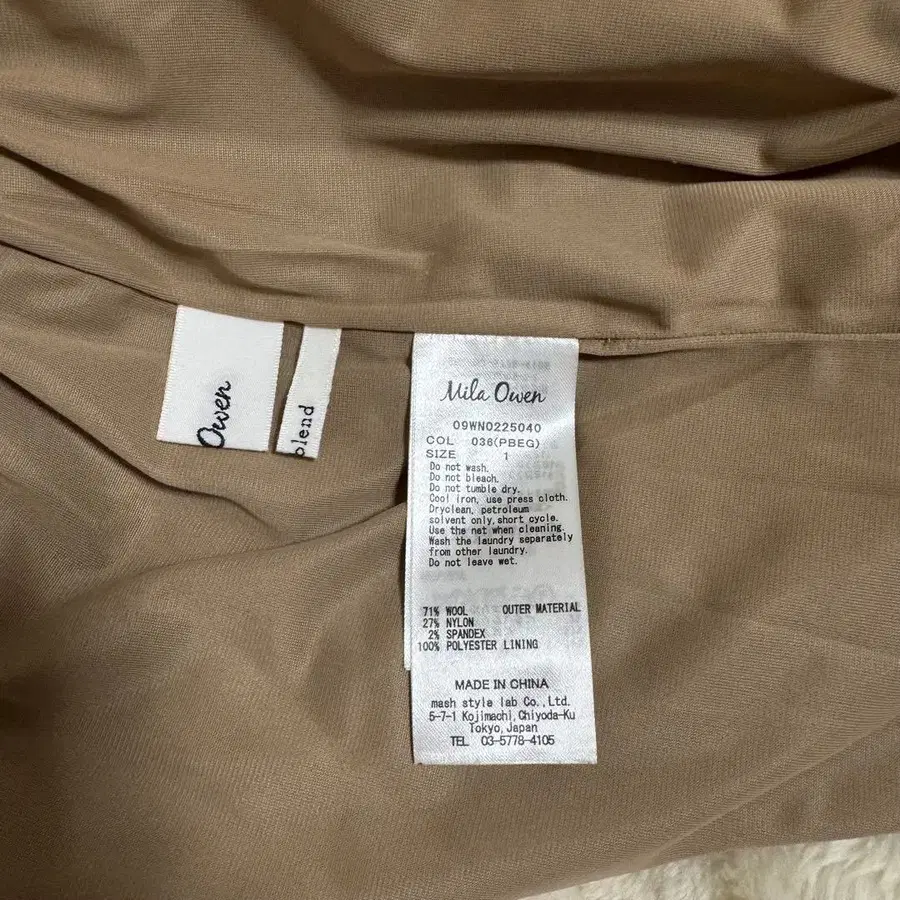 Owen
blend
Mila Owen
09WN0225040
COL 036(PBEG)
SIZE 1
Do not wash.
Do not bleach.
Do not tumble dry.
Cool iron, use press cloth.
Dryclean, petroleum
solvent only, short cycle.
Use the net when cleaning.
Wash the laundry separately
from other laundry.
Do not leave wet.
71% WOOL OUTER MATERIAL
27% NYLON
2% SPANDEX
100% POLYESTER LINING
MADE IN CHINA
mash style lab Co., Ltd.
5-7-1 Kojimachi, Chiyoda-Ku
Tokyo, Japan
TEL 03-5778-4105